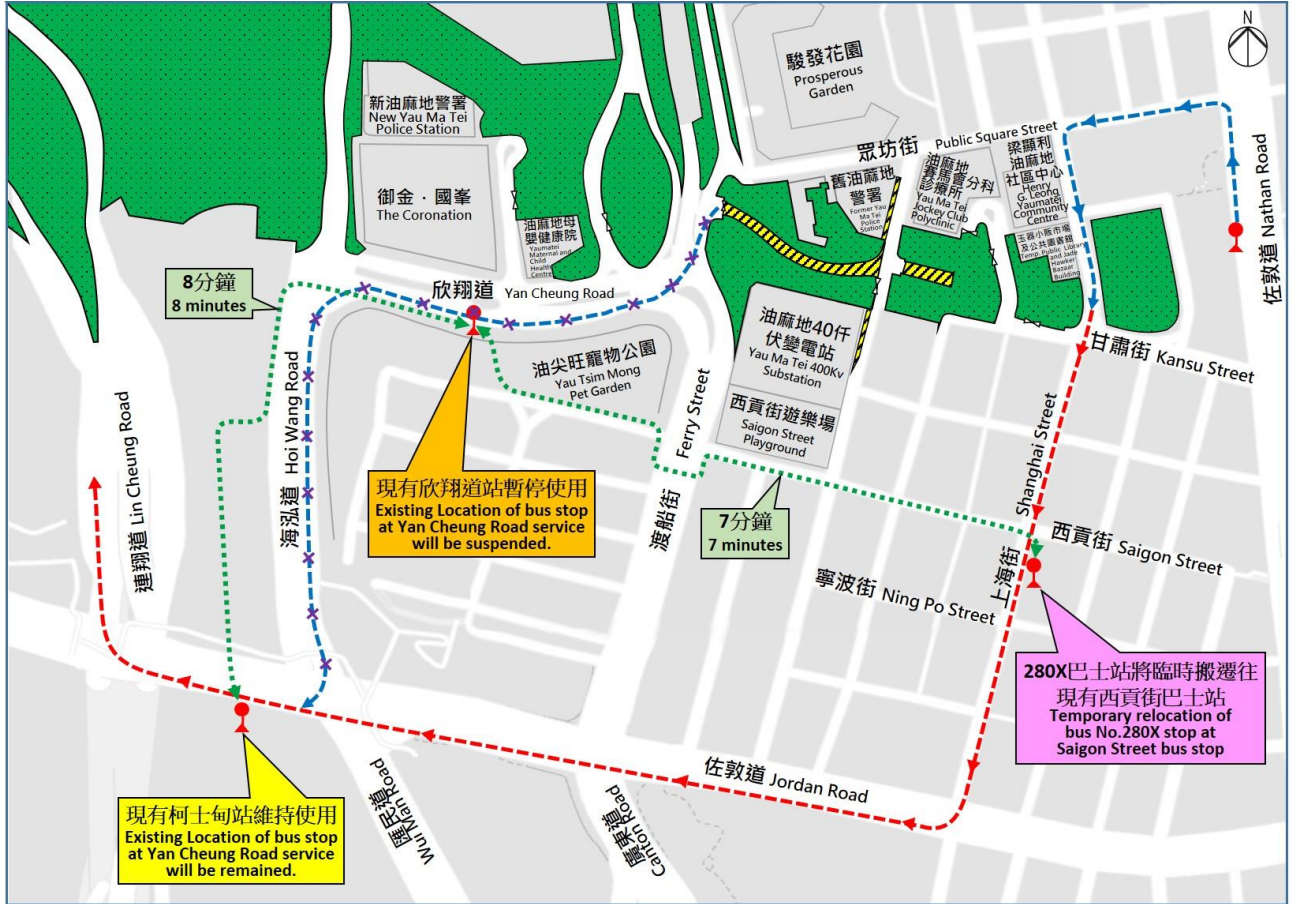 N
駿發花園
Prosperous
Garden
新油麻地警署
New Yau Ma Tei
Police Station
御金．國峯
The Coronation
油麻地母
嬰健康院
Yaumatei
Maternal and
Child
Health
Centre
眾坊街 Public Square Street
舊油麻地
警署
Former Yau
Ma Tei
Police
Station
油麻地
賽馬會分科
診療所
Yau Ma Tei
Jockey Club
Polyclinic
梁顯利
油麻地
社區中心
Henry
G. Leong
Yaumatei
Community
Centre
玉器小販市場
及公共圖書館
Temp. Public Library
and Jade
Hawker
Bazaar
Building
佐敦道 Nathan Road
8分鐘
8 minutes
欣翔道 Yan Cheung Road
油尖旺寵物公園
Yau Tsim Mong
Pet Garden
油麻地40仟
伏變電站
Yau Ma Tei 400Kv
Substation
西貢街遊樂場
Saigon Street
Playground
甘肅街 Kansu Street
連翔道 Lin Cheung Road
海泓道 Hoi Wang Road
渡船街 Ferry Street
上海街 Shanghai Street
現有欣翔道站暫停使用
Existing Location of bus stop
at Yan Cheung Road service
will be suspended.
7分鐘
7 minutes
西貢街 Saigon Street
寧波街 Ning Po Street
280X巴士站將臨時搬遷往
現有西貢街巴士站
Temporary relocation of
bus No.280X stop at
Saigon Street bus stop
佐敦道 Jordan Road
現有柯士甸站維持使用
Existing Location of bus stop
at Yan Cheung Road service
will be remained.
匯民道
Wui Man Road
廣東道
Canton Road